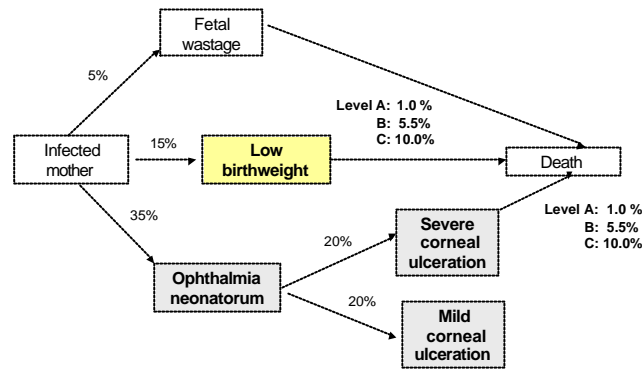 Fetal
wastage
5%
Level A: 1.0 %
B: 5.5%
C: 10.0%
Infected
mother
15%
Low
birthweight
Death
35%
Level A: 1.0 %
B: 5.5%
C: 10.0%
Severe
corneal
ulceration
20%
Ophthalmia
neonatorum
20%
Mild
corneal
ulceration